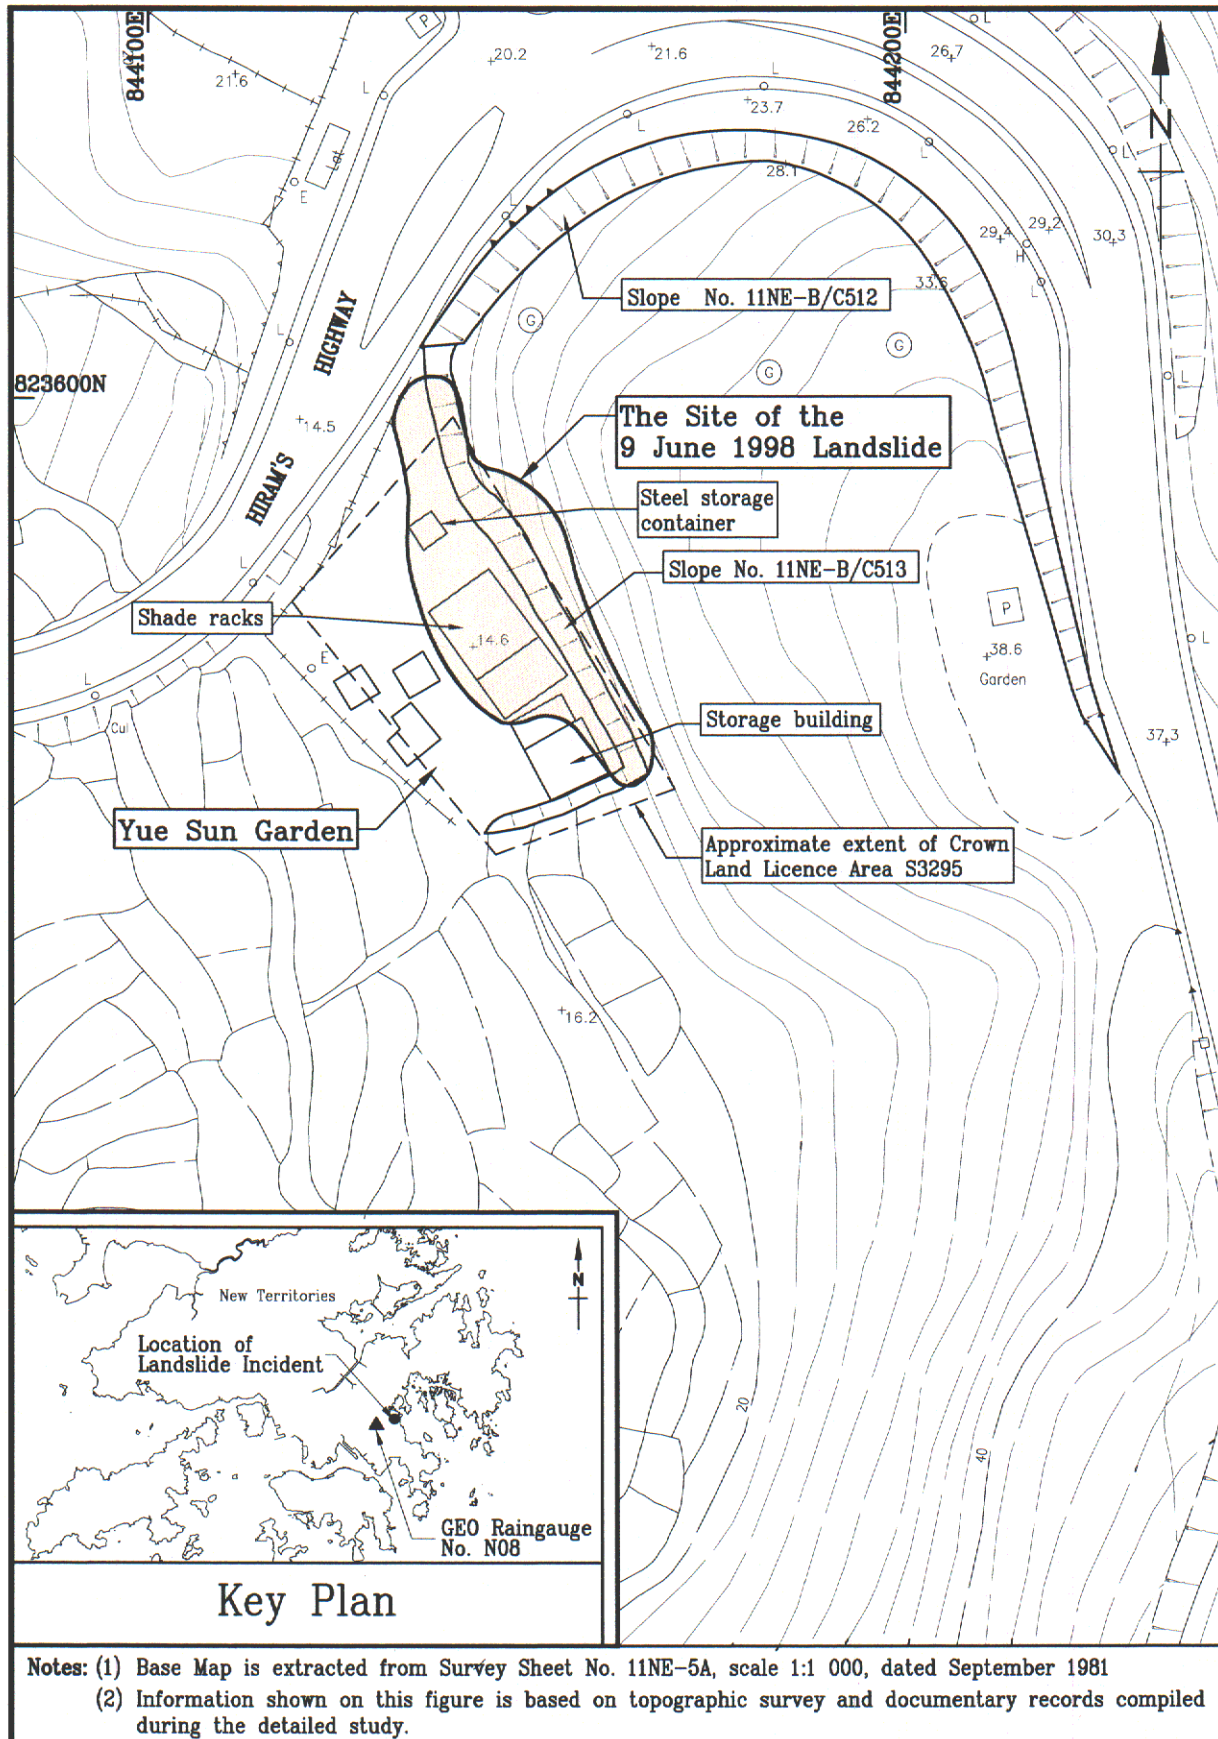 844100E
844200E
P
20.2
21.6
26.7
L
21.6
L
L
23.7
26.2
N
L
L
L
Lot
E
28.1
L
29.4
29.2
30.3
H
L
33.6
Slope No. 11NE-B/C512
G
G
G
L
HIRAM'S HIGHWAY
823600N
L
14.5
The Site of the
9 June 1998 Landslide
Steel storage
container
Slope No. 11NE-B/C513
L
Shade racks
14.6
P
38.6
Garden
L
E
L
Cul
Storage building
37.3
Yue Sun Garden
Approximate extent of Crown
Land Licence Area S3295
16.2
20
40
New Territories
N
Location of
Landslide Incident
GEO Raingauge
No. N08
Key Plan
Notes: (1) Base Map is extracted from Survey Sheet No. 11NE-5A, scale 1:1 000, dated September 1981
(2) Information shown on this figure is based on topographic survey and documentary records compiled
during the detailed study.